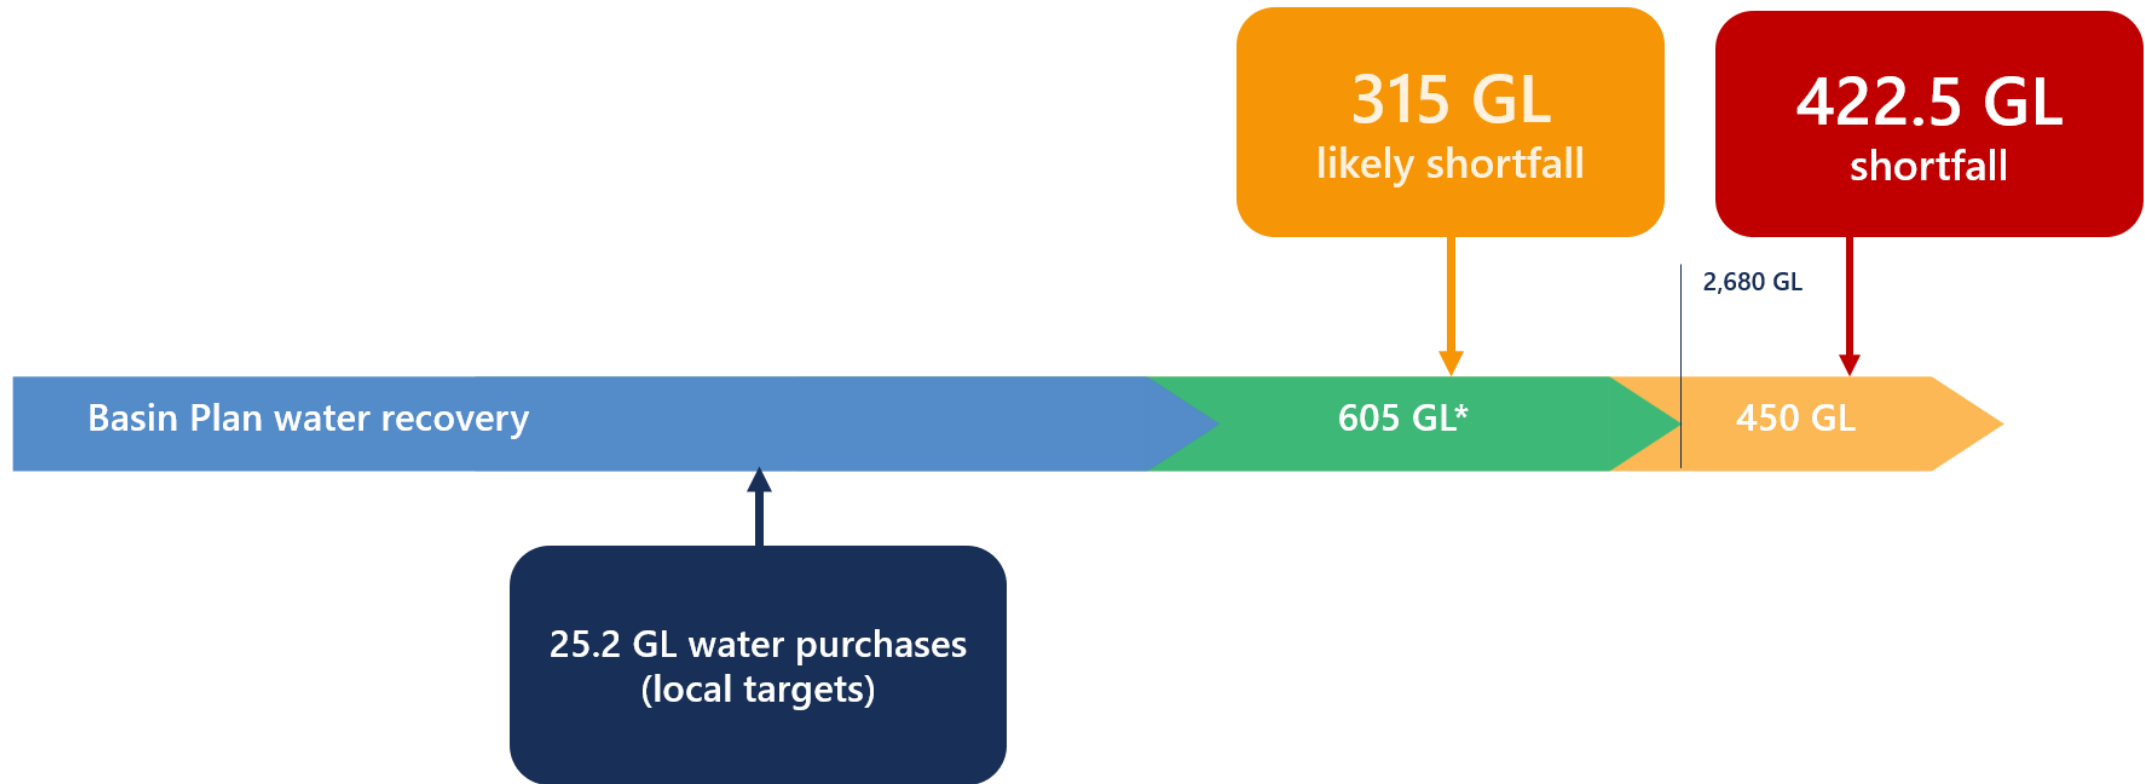 315 GL
likely shortfall
422.5 GL
shortfall
2,680 GL
Basin Plan water recovery
605 GL*
450 GL
25.2 GL water purchases
(local targets)